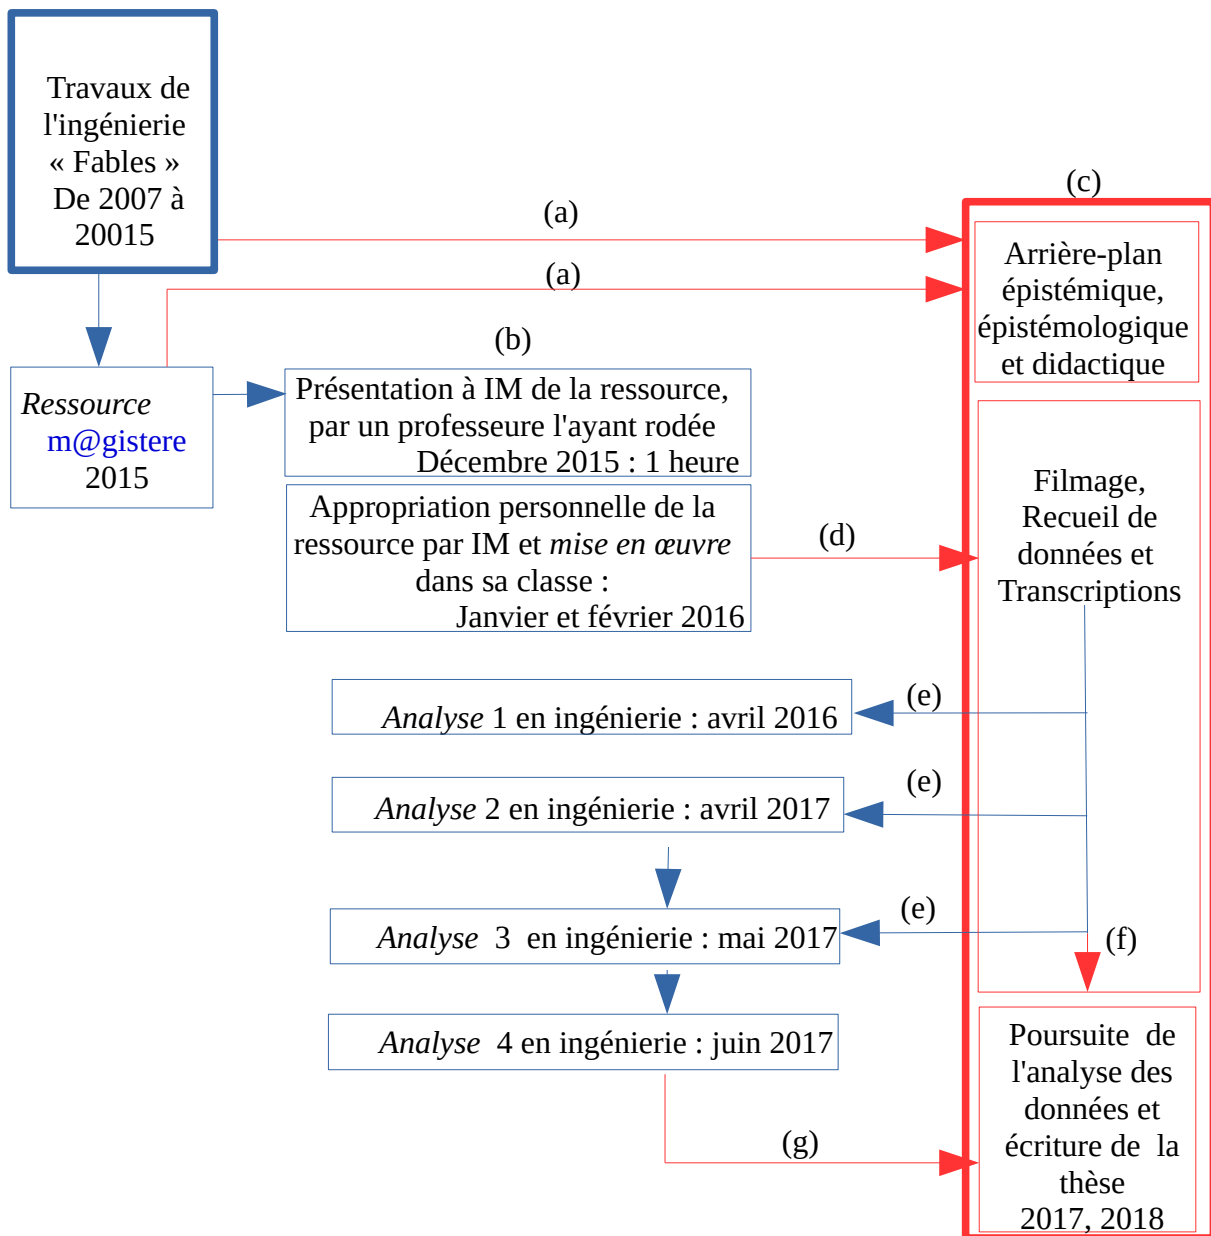 Travaux de
l'ingénierie
« Fables »
De 2007 à
20015
(a)
(a)
Ressource
m@gistere
2015
(b)
Présentation à IM de la ressource,
par un professeure l'ayant rodée
Décembre 2015 : 1 heure
Appropriation personnelle de la
ressource par IM et mise en œuvre
dans sa classe :
Janvier et février 2016
(c)
Arrière-plan
épistémique,
épistémologique
et didactique
(d)
Filmage,
Recueil de
données et
Transcriptions
(e)
Analyse 1 en ingénierie : avril 2016
(e)
Analyse 2 en ingénierie : avril 2017
(e)
Analyse  3  en ingénierie : mai 2017
(f)
Analyse  4 en ingénierie : juin 2017
(g)
Poursuite  de
l'analyse des
données et
écriture de  la
thèse
2017, 2018